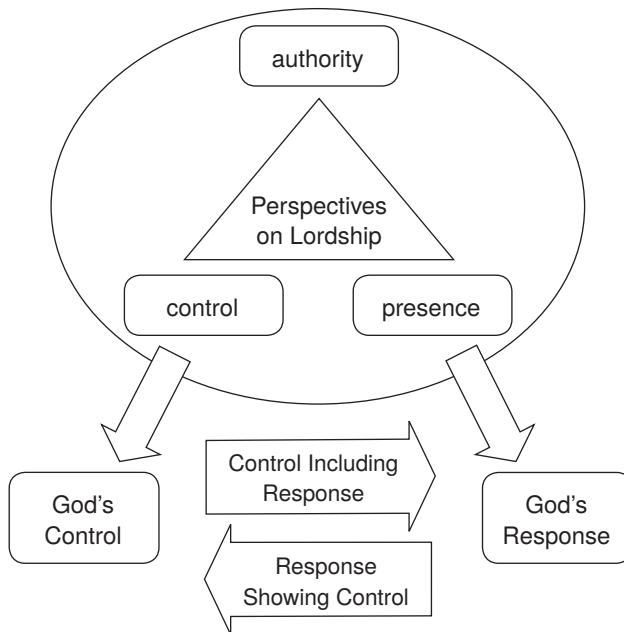 authority
Perspectives
on Lordship
control
presence
Control Including
Response
God's
Control
God's
Response
Response
Showing Control